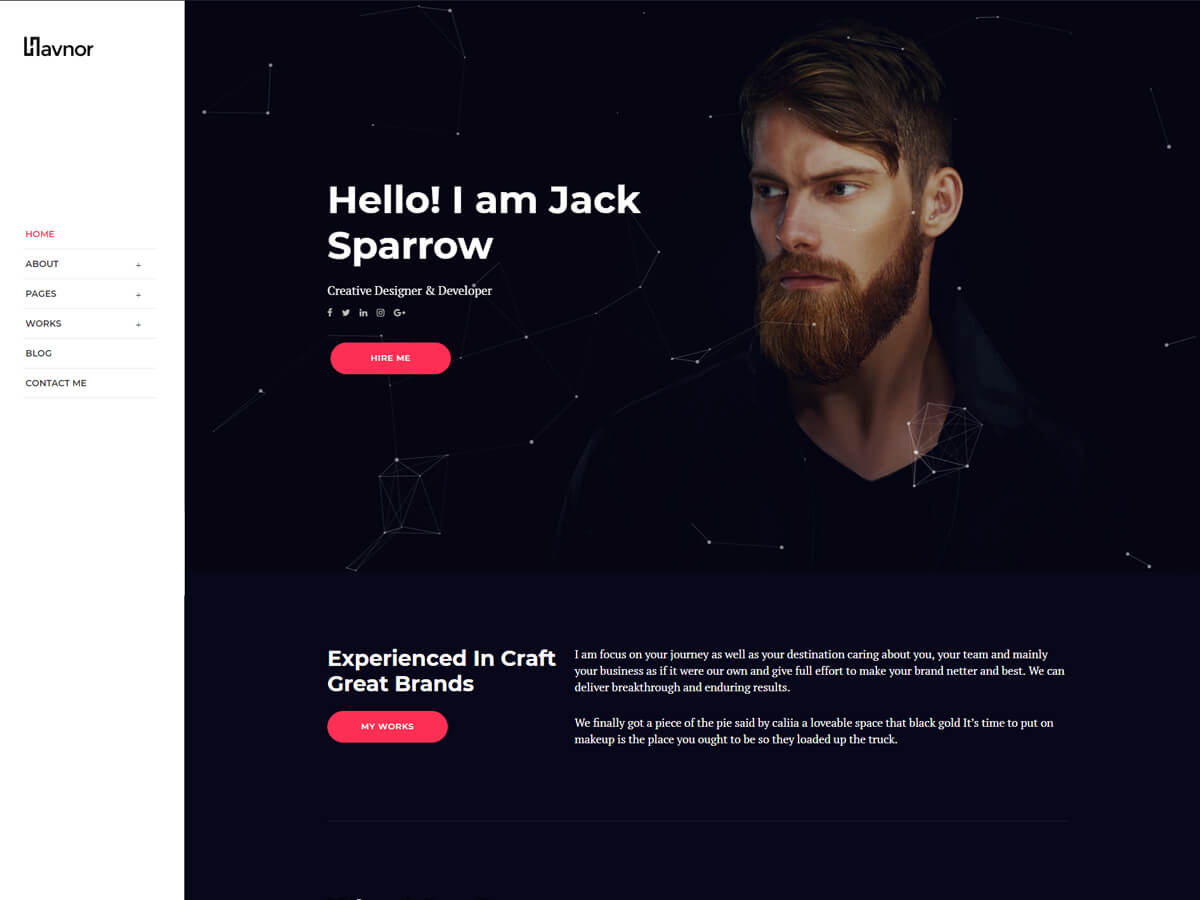 Havnor
HOME
ABOUT +
PAGES +
WORKS +
BLOG
CONTACT ME
Hello! I am Jack
Sparrow
Creative Designer & Developer
HIRE ME
Experienced In Craft
Great Brands
MY WORKS
I am focus on your journey as well as your destination caring about you, your team and mainly
your business as if it were our own and give full effort to make your brand netter and best. We can
deliver breakthrough and enduring results.
We finally got a piece of the pie said by caliia a loveable space that black gold It’s time to put on
makeup is the place you ought to be so they loaded up the truck.